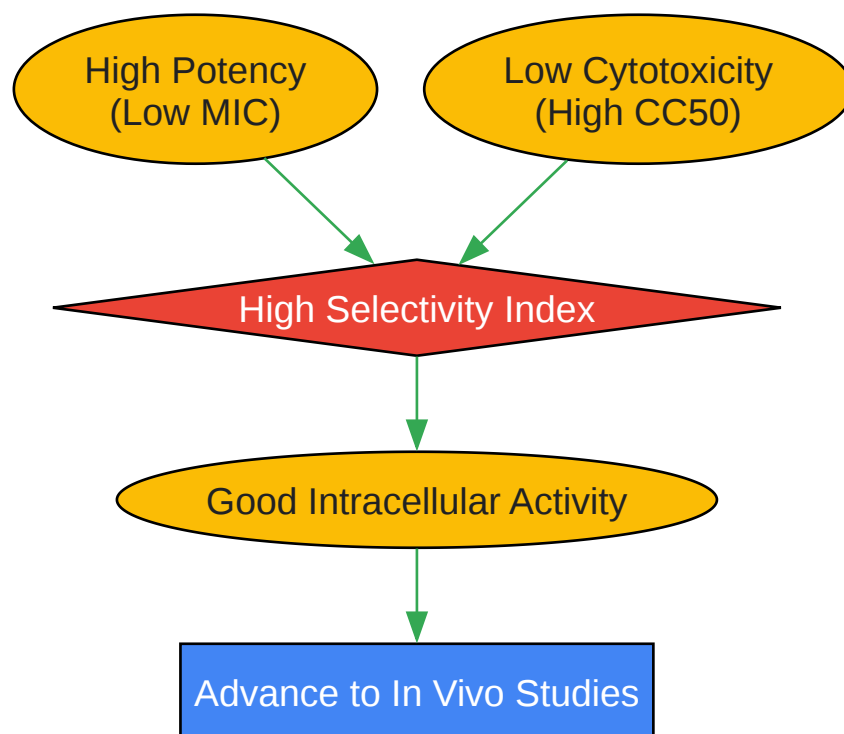 High Potency
(Low MIC)
Low Cytotoxicity
(High CC50)
High Selectivity Index
Good Intracellular Activity
Advance to In Vivo Studies